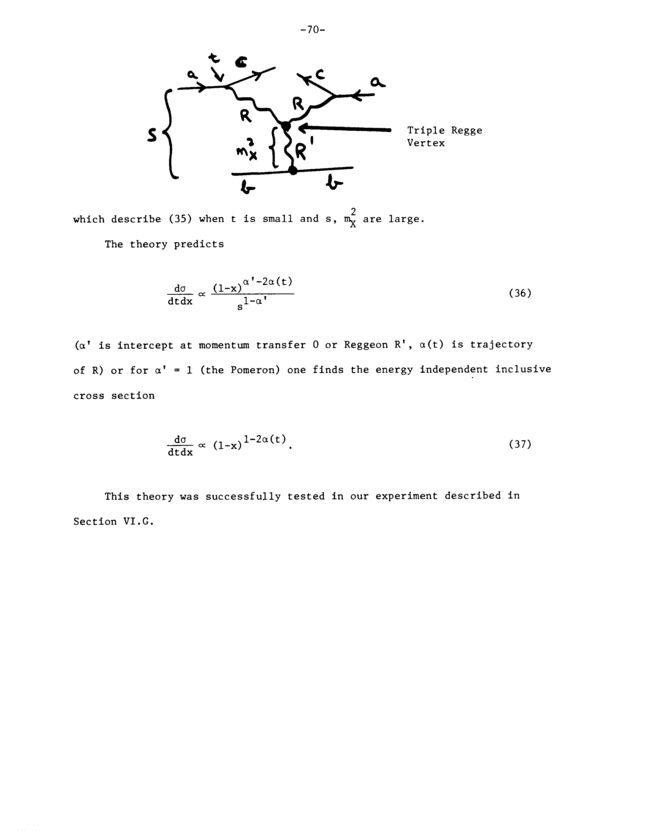 -70-
t c
a c a
R R
S
m²ₓ R'
Triple Regge
Vertex
b b
which describe (35) when t is small and s, m²ₓ are large.
The theory predicts
dσ/dtdx ∝ (1-x)^α'-2α(t) / s^1-α' (36)
(α' is intercept at momentum transfer 0 or Reggeon R', α(t) is trajectory
of R) or for α' = 1 (the Pomeron) one finds the energy independent inclusive
cross section
dσ/dtdx ∝ (1-x)^1-2α(t). (37)
This theory was successfully tested in our experiment described in
Section VI.G.